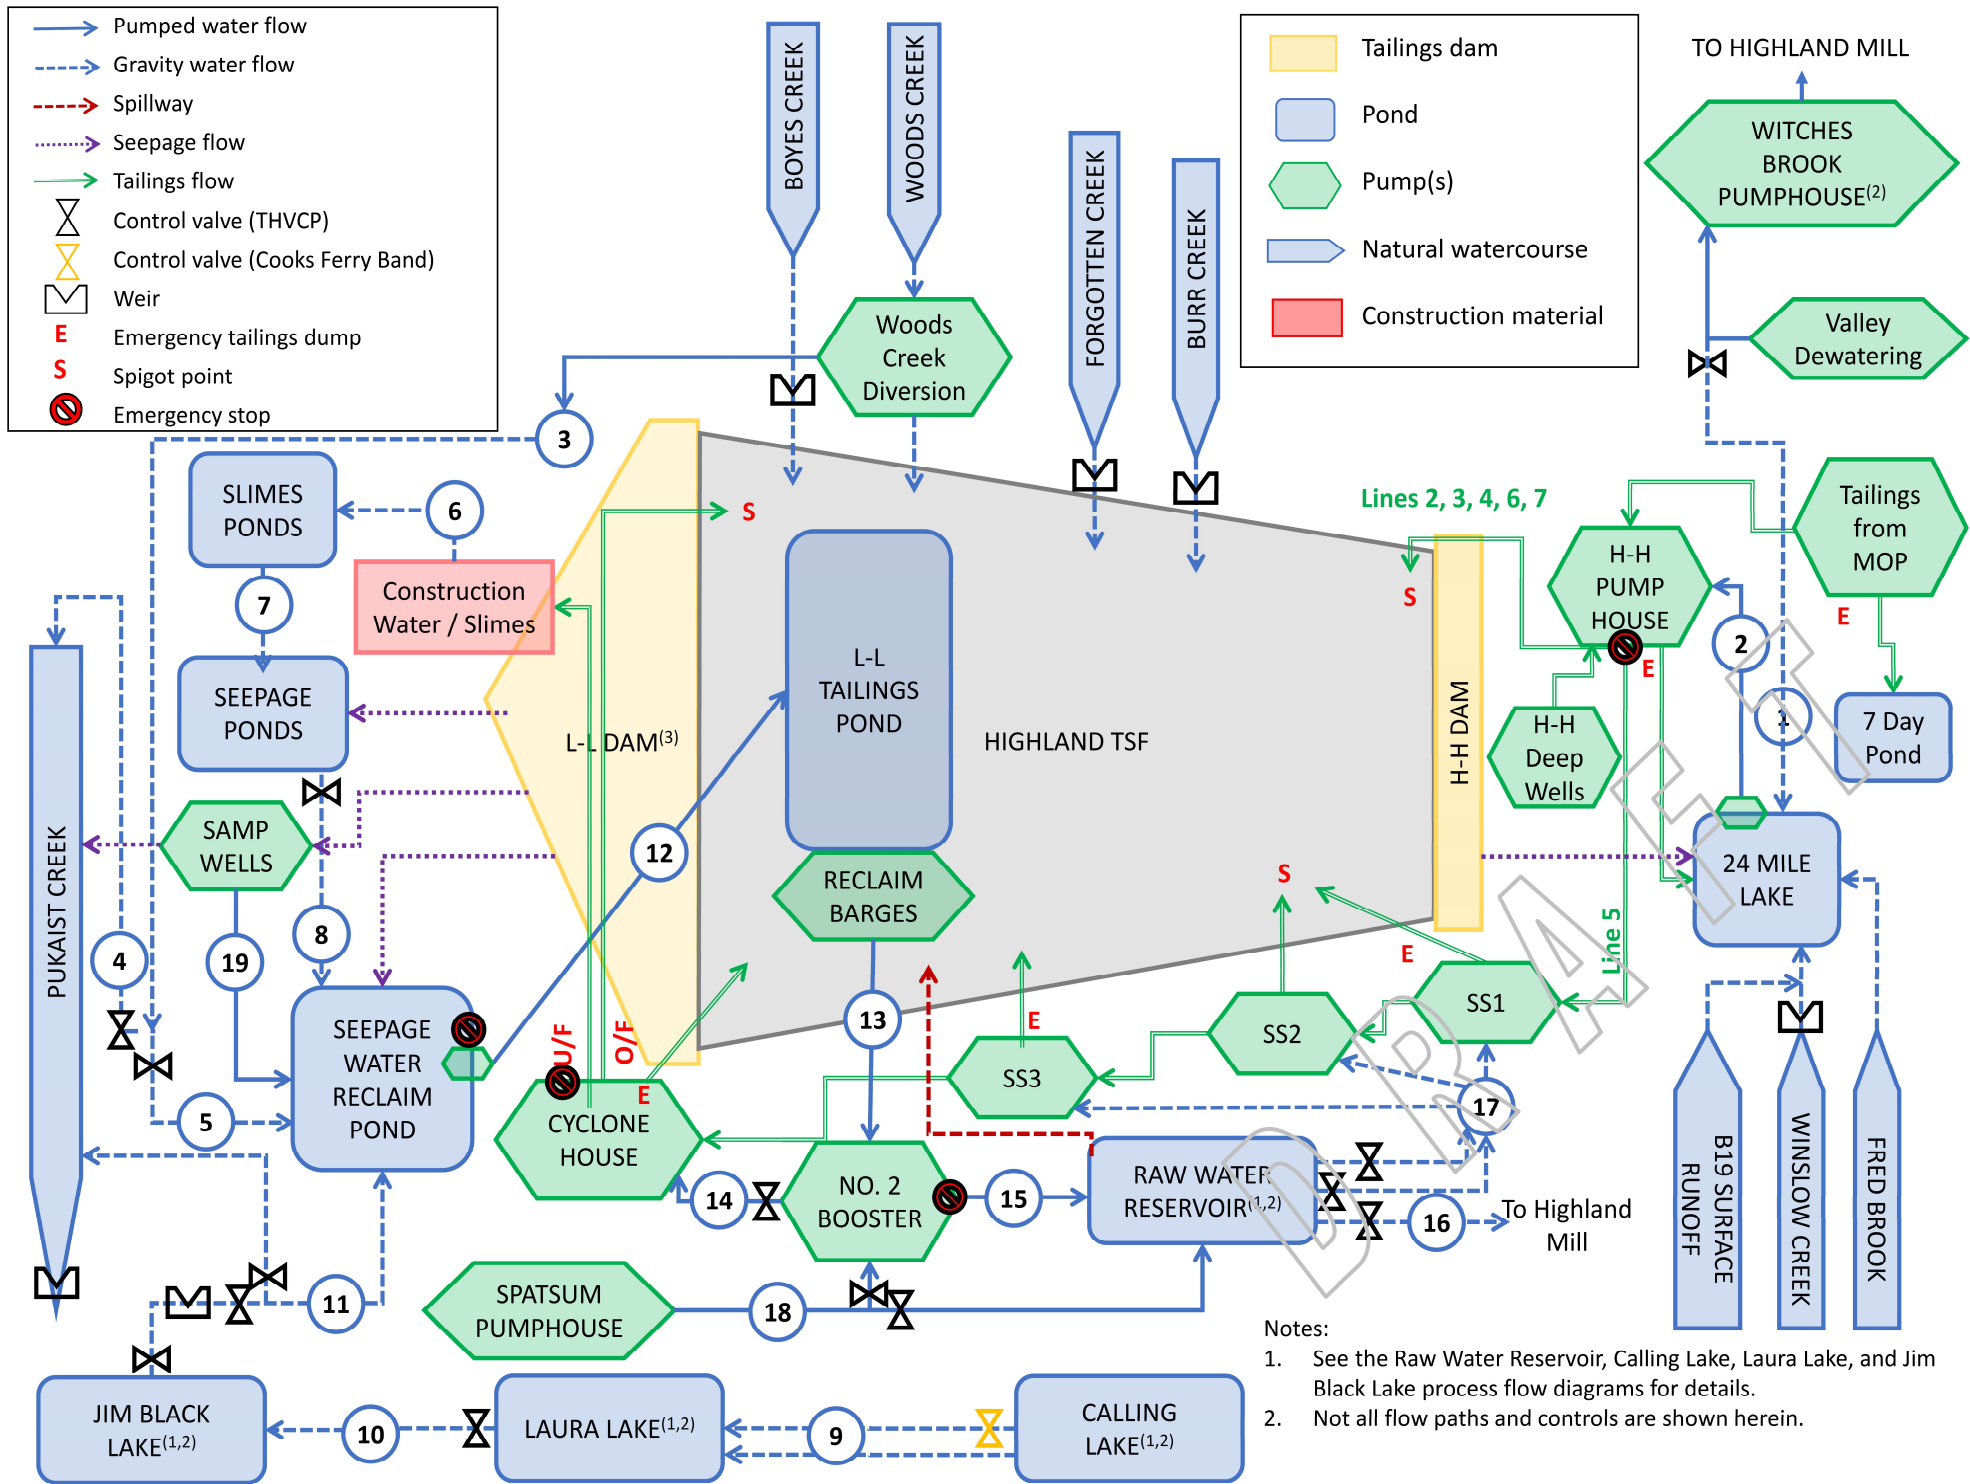 Pumped water flow
Gravity water flow
Spillway
Seepage flow
Tailings flow
Control valve (THVCP)
Control valve (Cooks Ferry Band)
Weir
E Emergency tailings dump
S Spigot point
Emergency stop
BOYES CREEK
WOODS CREEK
FORGOTTEN CREEK
BURR CREEK
Tailings dam
Pond
Pump(s)
Natural watercourse
Construction material
TO HIGHLAND MILL
WITCHES
BROOK
PUMPHOUSE(2)
Valley
Dewatering
Woods
Creek
Diversion
3
SLIMES
PONDS
6
7
Construction
Water / Slimes
SEEPAGE
PONDS
S
L-L
TAILINGS
POND
L-L DAM(3)
HIGHLAND TSF
H-H DAM
Lines 2, 3, 4, 6, 7
S
H-H
PUMP
HOUSE
E
Tailings
from
MOP
E
2
1
7 Day
Pond
H-H
Deep
Wells
24 MILE
LAKE
PUKAIST CREEK
SAMP
WELLS
12
RECLAIM
BARGES
S
E
Line 5
4
19
8
SEEPAGE
WATER
RECLAIM
POND
5
U/F
O/F
E
CYCLONE
HOUSE
13
E
SS3
SS2
SS1
17
14
NO. 2
BOOSTER
15
RAW WATER
RESERVOIR(1,2)
16
To Highland
Mill
B19 SURFACE
RUNOFF
WINSLOW CREEK
FRED BROOK
11
SPATSUM
PUMPHOUSE
18
JIM BLACK
LAKE(1,2)
10
LAURA LAKE(1,2)
9
CALLING
LAKE(1,2)
Notes:
1. See the Raw Water Reservoir, Calling Lake, Laura Lake, and Jim
Black Lake process flow diagrams for details.
2. Not all flow paths and controls are shown herein.
DRAFT